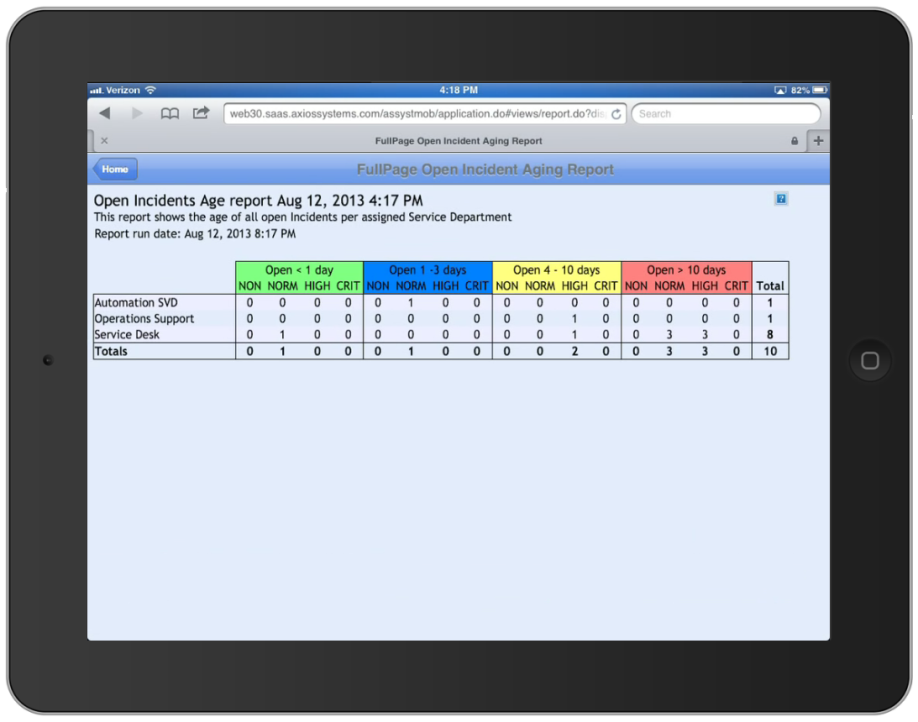 Verizon 4:18 PM 82%
web30.saas.axiossystems.com/assystmob/application.do#views/report.do?dis Search
FullPage Open Incident Aging Report
Home FullPage Open Incident Aging Report
Open Incidents Age report Aug 12, 2013 4:17 PM
This report shows the age of all open Incidents per assigned Service Department
Report run date: Aug 12, 2013 8:17 PM
Open < 1 day Open 1 -3 days Open 4 - 10 days Open > 10 days
NON NORM HIGH CRIT NON NORM HIGH CRIT NON NORM HIGH CRIT NON NORM HIGH CRIT Total
Automation SVD 0 0 0 0 0 1 0 0 0 0 0 0 0 0 0 0 1
Operations Support 0 0 0 0 0 0 0 0 0 0 1 0 0 0 0 0 1
Service Desk 0 1 0 0 0 0 0 0 0 0 1 0 0 3 3 0 8
Totals 0 1 0 0 0 1 0 0 0 0 2 0 0 3 3 0 10